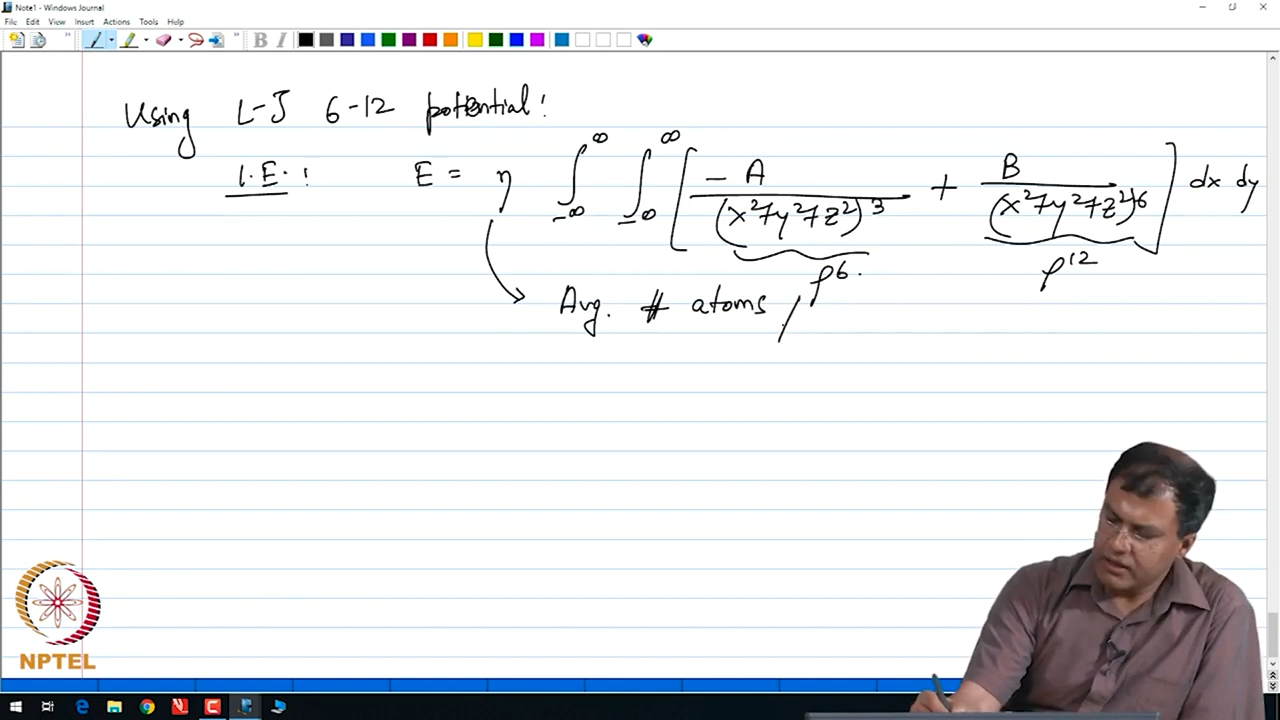 Note1 - Windows Journal
File Edit View Insert Actions Tools Help
B I
Using L-J 6-12 potential:
I.E.: E = η ∫_{-∞}^{∞} ∫_{-∞}^{∞} [ -A/(x²+y²+z²)³ + B/(x²+y²+z²)⁶ ] dx dy
ρ⁶. ρ¹²
Avg. # atoms /
NPTEL